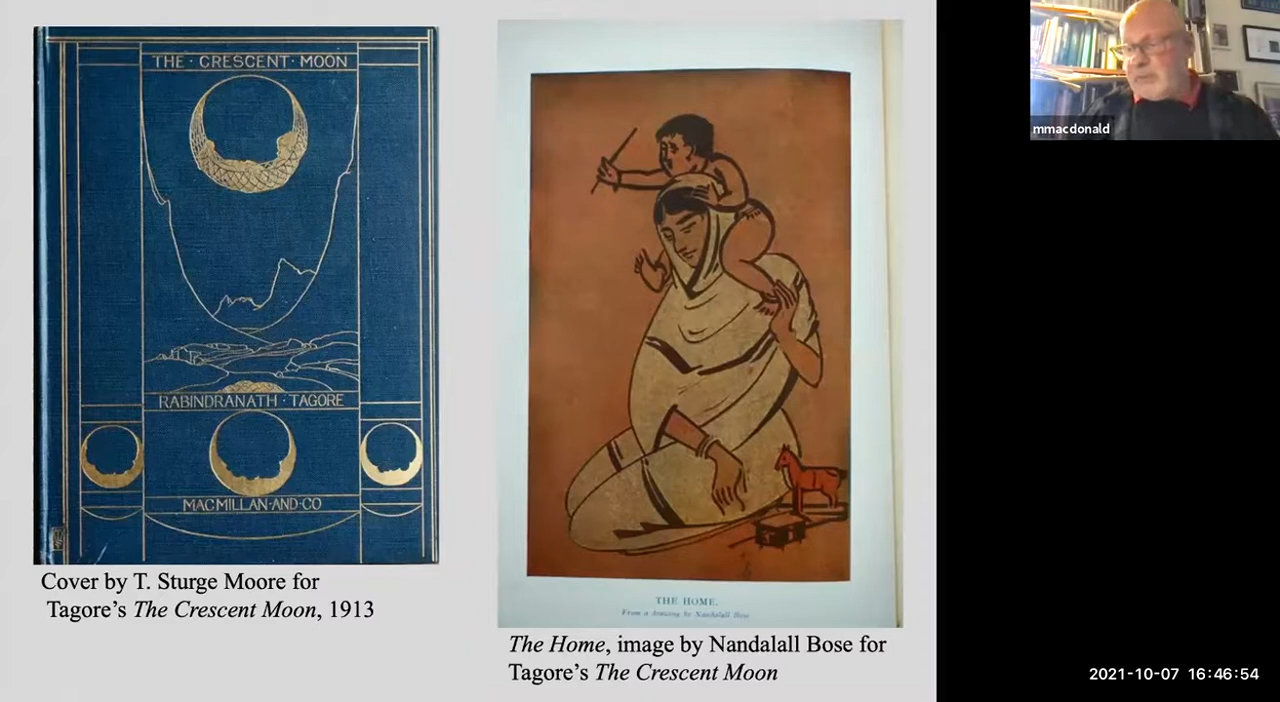 THE · CRESCENT · MOON
RABINDRANATH · TAGORE
MACMILLAN · AND · CO
Cover by T. Sturge Moore for
Tagore’s The Crescent Moon, 1913
THE HOME.
From a drawing by Nandalall Bose
The Home, image by Nandalall Bose for
Tagore’s The Crescent Moon
mmacdonald
2021-10-07 16:46:54